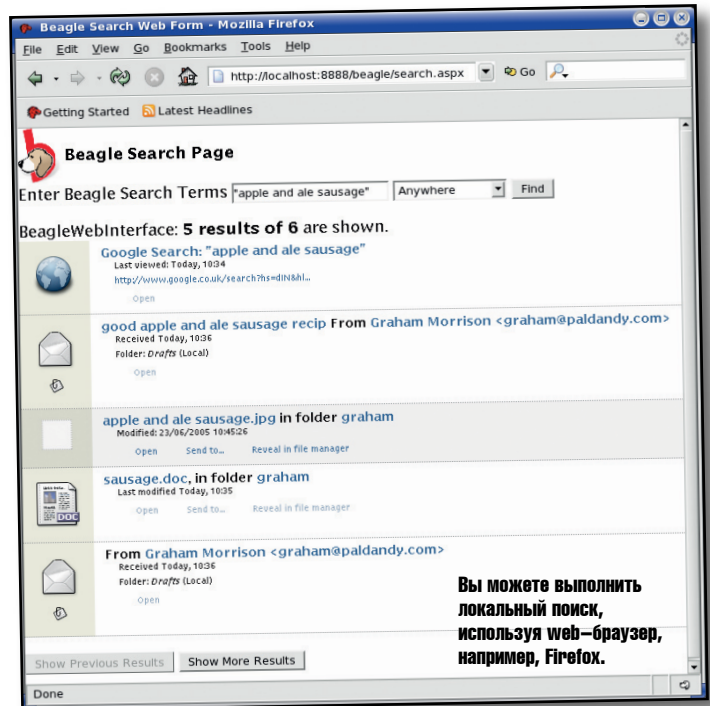 Beagle Search Web Form - Mozilla Firefox
File Edit View Go Bookmarks Tools Help
http://localhost:8888/beagle/search.aspx Go
Getting Started Latest Headlines
Beagle Search Page
Enter Beagle Search Terms "apple and ale sausage" Anywhere Find
BeagleWebInterface: 5 results of 6 are shown.
Google Search: "apple and ale sausage"
Last viewed: Today, 10:34
http://www.google.co.uk/search?hs=dIN&hl...
Open
good apple and ale sausage recip From Graham Morrison <graham@paldandy.com>
Received Today, 10:36
Folder: Drafts (Local)
Open
apple and ale sausage.jpg in folder graham
Modified: 23/06/2005 10:45:26
Open Send to... Reveal in file manager
sausage.doc, in folder graham
Last modified Today, 10:35
Open Send to... Reveal in file manager
DOC
From Graham Morrison <graham@paldandy.com>
Received Today, 10:36
Folder: Drafts (Local)
Open
Вы можете выполнить
локальный поиск,
используя web–браузер,
например, Firefox.
Show Previous Results Show More Results
Done